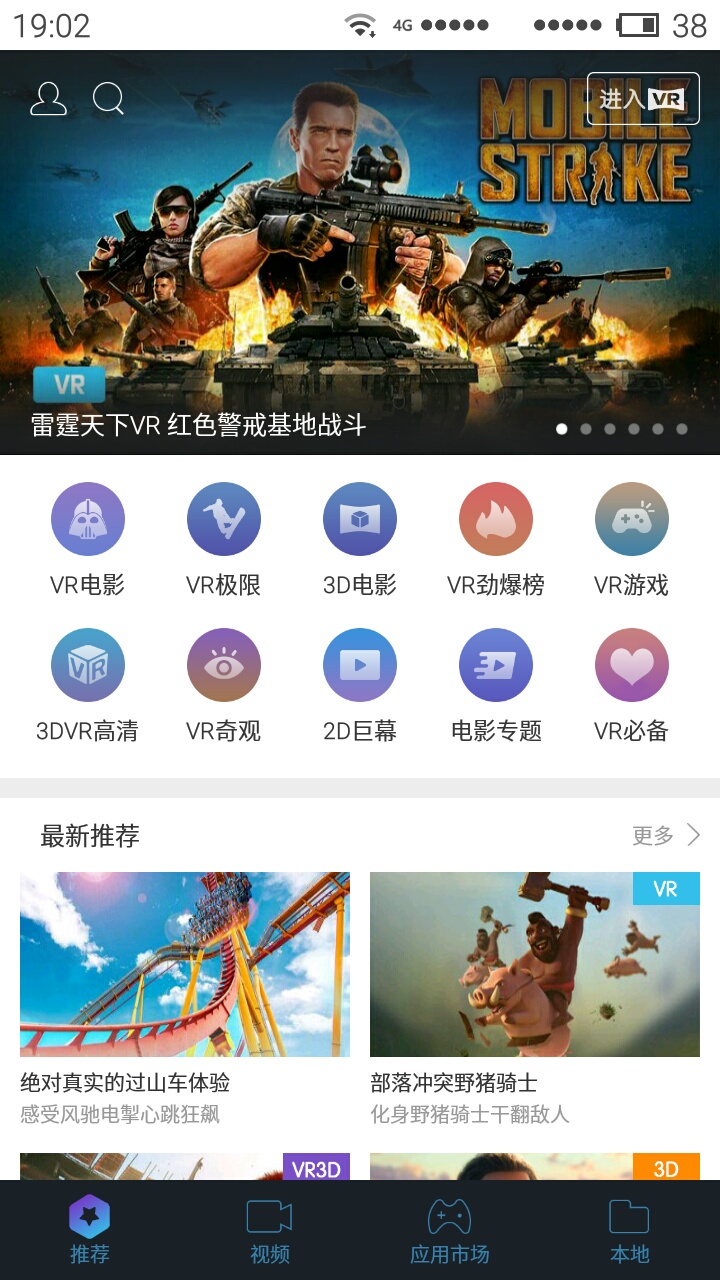 19:02
4G
38
进入VR
MOBILE
STRIKE
VR
雷霆天下VR 红色警戒基地战斗
VR电影
VR极限
3D电影
VR劲爆榜
VR游戏
VR
3DVR高清
VR奇观
2D巨幕
电影专题
VR必备
最新推荐
更多
VR
绝对真实的过山车体验
感受风驰电掣心跳狂飙
部落冲突野猪骑士
化身野猪骑士干翻敌人
VR3D
3D
推荐
视频
应用市场
本地